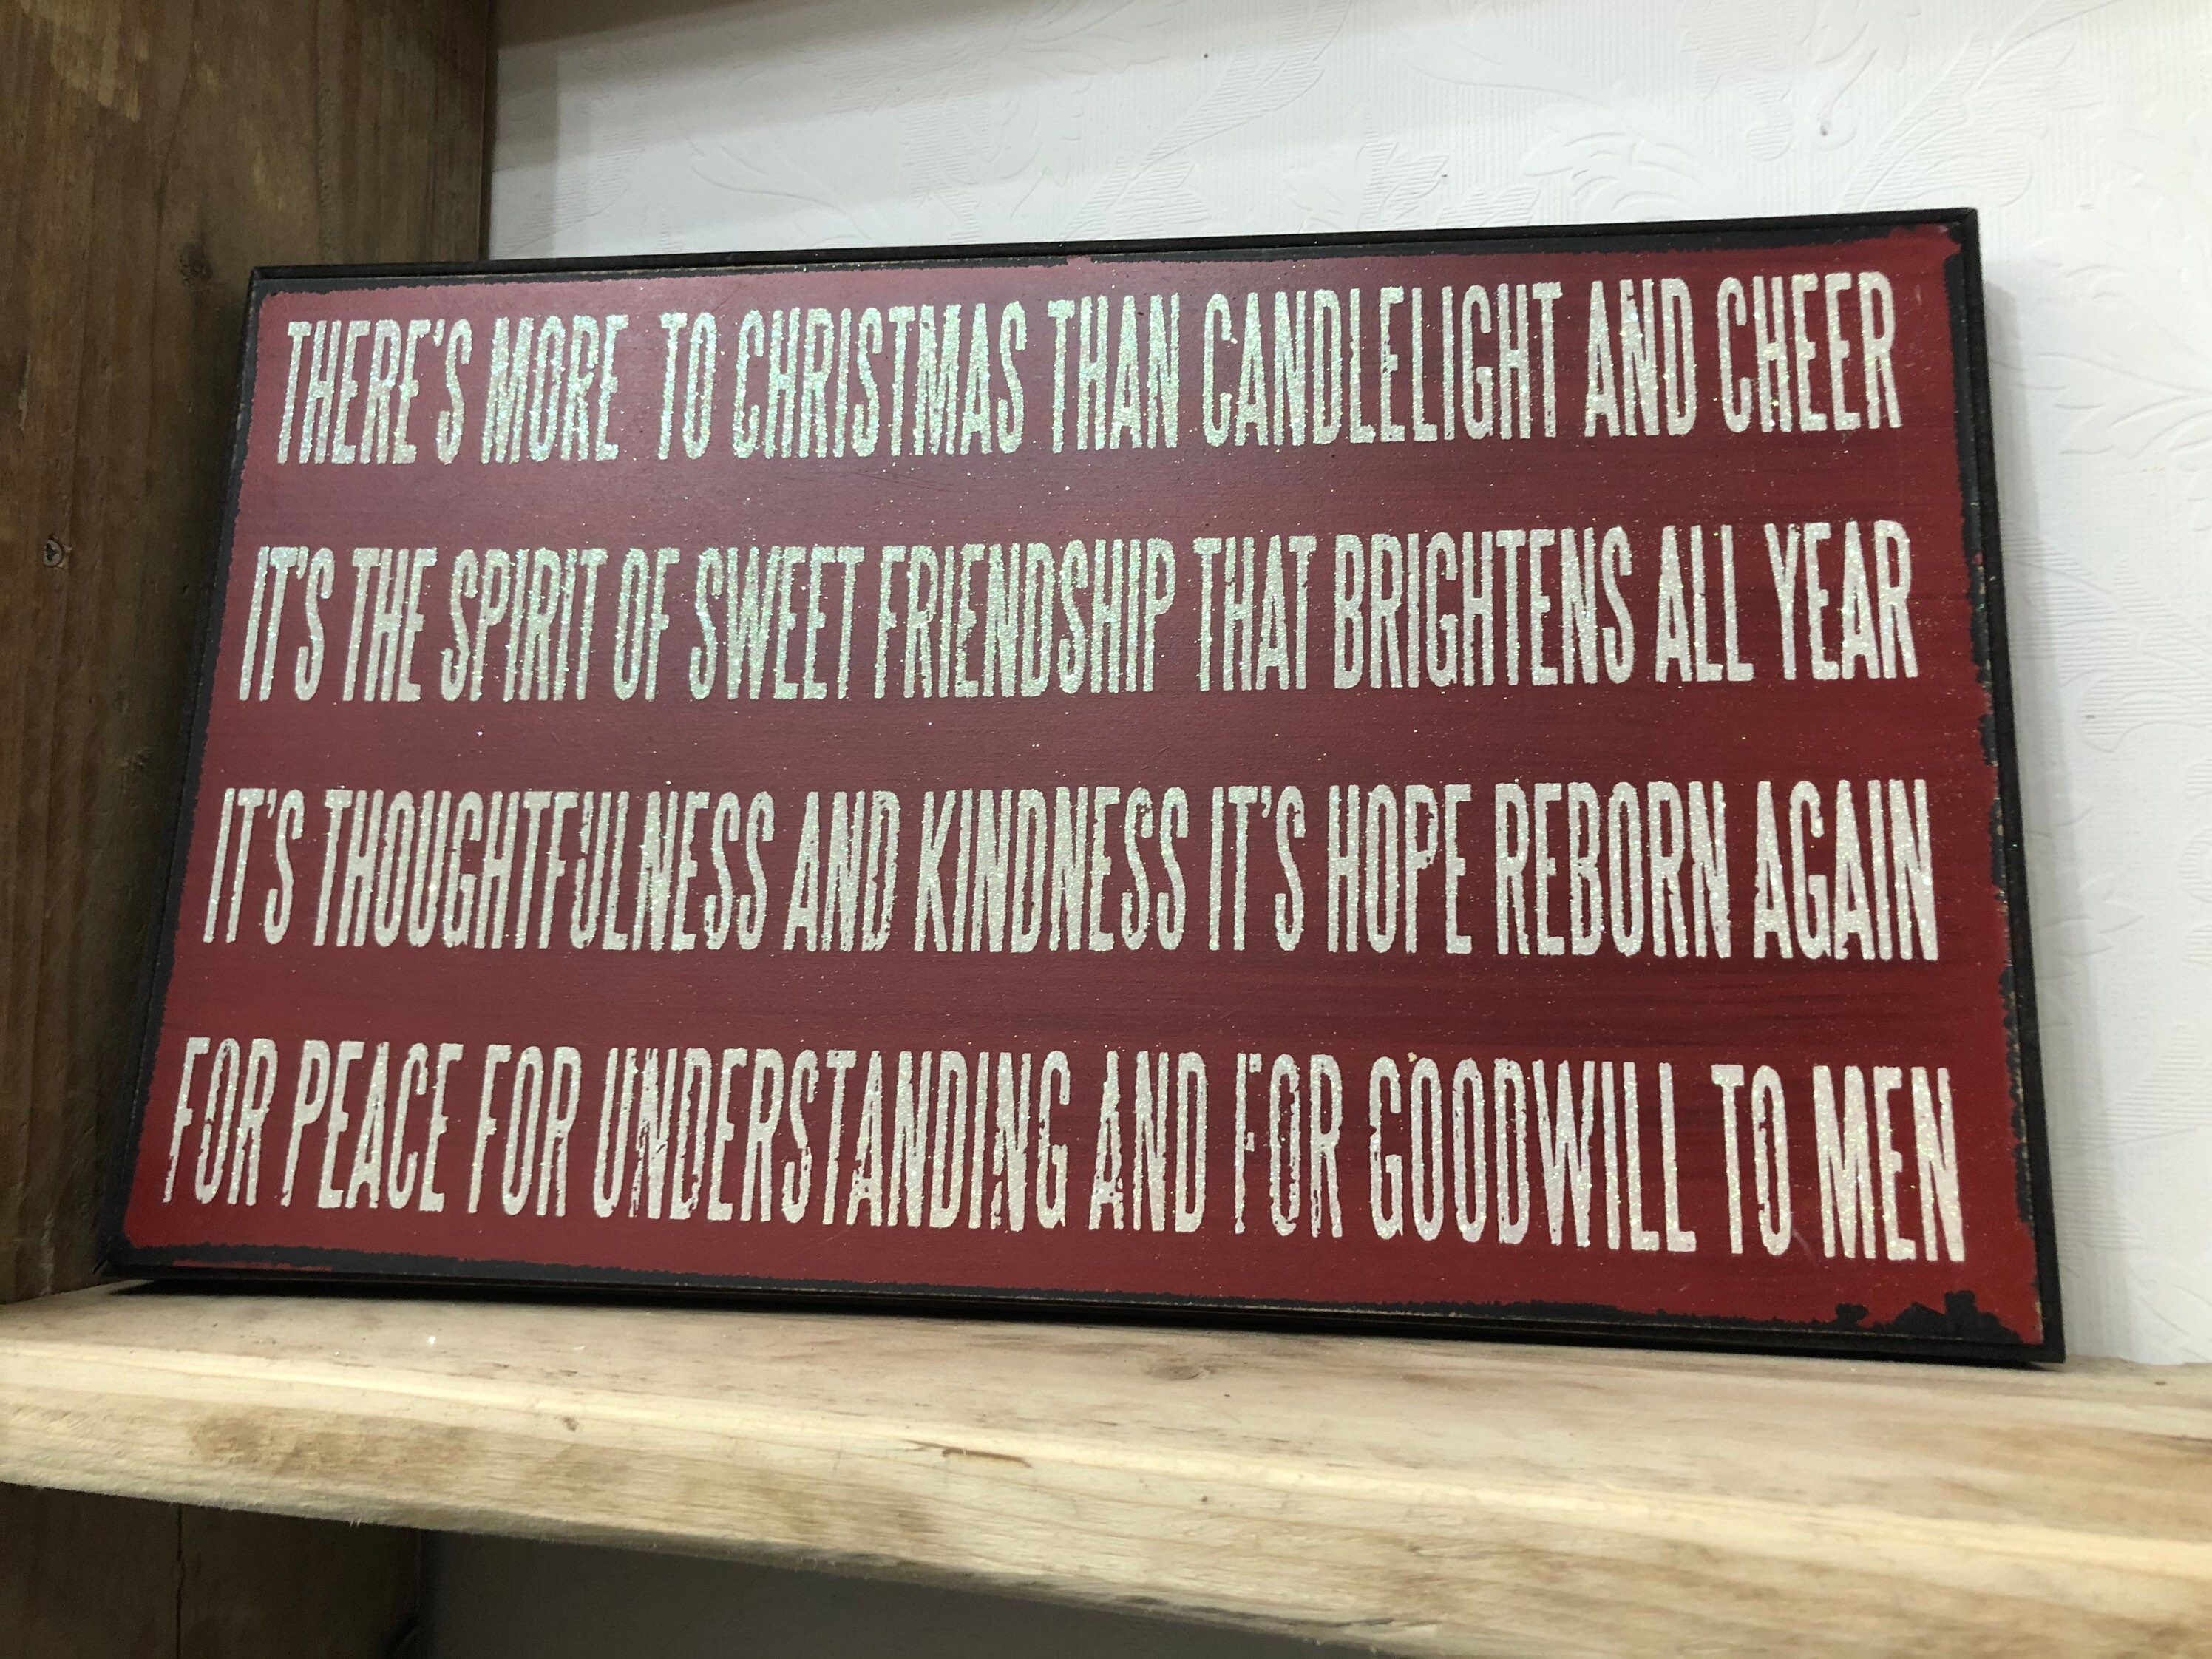 THERE'S MORE TO CHRISTMAS THAN CANDLELIGHT AND CHEER
IT'S THE SPIRIT OF SWEET FRIENDSHIP THAT BRIGHTENS ALL YEAR
IT'S THOUGHTFULNESS AND KINDNESS IT'S HOPE REBORN AGAIN
FOR PEACE FOR UNDERSTANDING AND FOR GOODWILL TO MEN